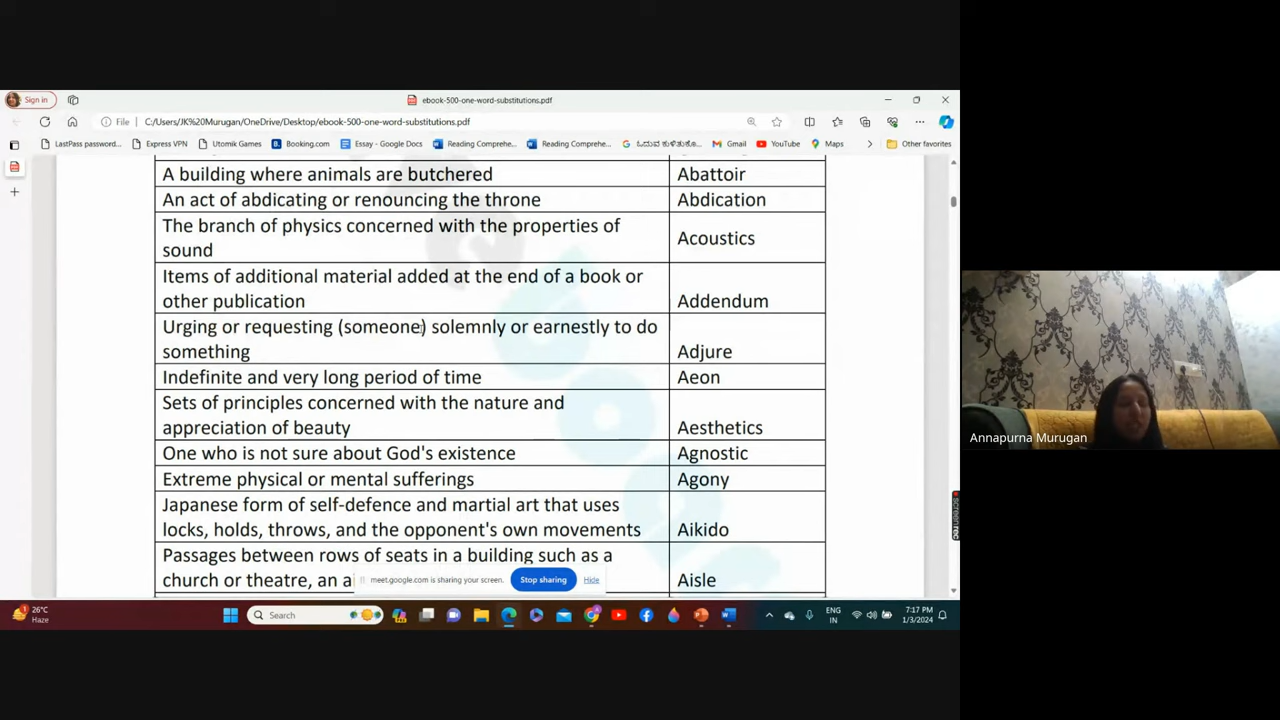 Sign in
ebook-500-one-word-substitutions.pdf
File C:/Users/JK%20Murugan/OneDrive/Desktop/ebook-500-one-word-substitutions.pdf
LastPass password... Express VPN Utomik Games Booking.com Essay - Google Docs Reading Comprehe... Reading Comprehe... ಓದುವ ಕುಳಿತುಕೊ... Gmail YouTube Maps Other favorites
A building where animals are butchered Abattoir
An act of abdicating or renouncing the throne Abdication
The branch of physics concerned with the properties of
sound Acoustics
Items of additional material added at the end of a book or
other publication Addendum
Urging or requesting (someone) solemnly or earnestly to do
something Adjure
Indefinite and very long period of time Aeon
Sets of principles concerned with the nature and
appreciation of beauty Aesthetics
One who is not sure about God's existence Agnostic
Extreme physical or mental sufferings Agony
Japanese form of self-defence and martial art that uses
locks, holds, throws, and the opponent's own movements Aikido
Passages between rows of seats in a building such as a
church or theatre, an Aisle
meet.google.com is sharing your screen. Stop sharing Hide
Annapurna Murugan
26°C
Haze
Search
ENG
IN
7:17 PM
1/3/2024